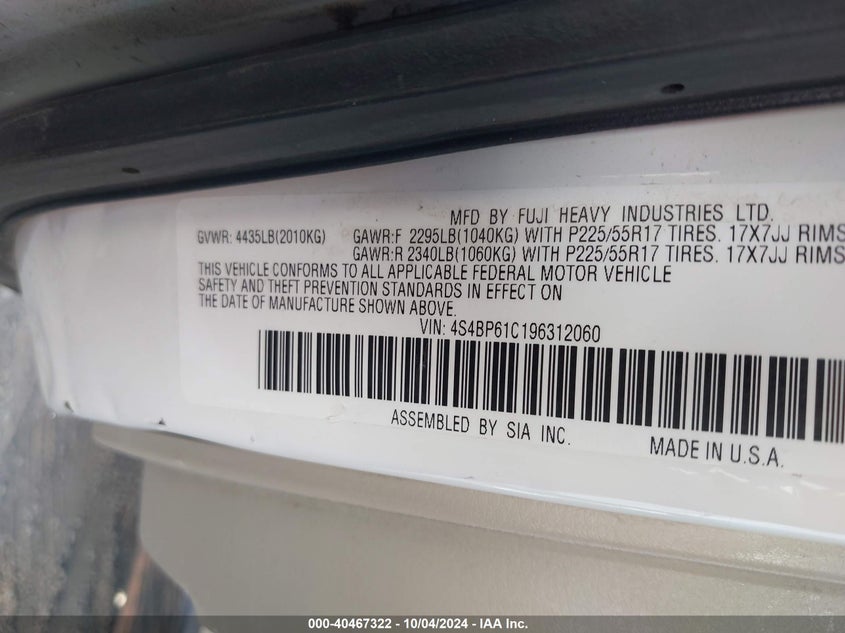 MFD BY FUJI HEAVY INDUSTRIES LTD.
GVWR: 4435LB(2010KG) GAWR:F 2295LB(1040KG) WITH P225/55R17 TIRES. 17X7JJ RIMS
GAWR:R 2340LB(1060KG) WITH P225/55R17 TIRES. 17X7JJ RIMS
THIS VEHICLE CONFORMS TO ALL APPLICABLE FEDERAL MOTOR VEHICLE
SAFETY AND THEFT PREVENTION STANDARDS IN EFFECT ON
THE DATE OF MANUFACTURE SHOWN ABOVE.
VIN: 4S4BP61C196312060
ASSEMBLED BY SIA INC.
MADE IN U.S.A.
000-40467322 - 10/04/2024 - IAA Inc.